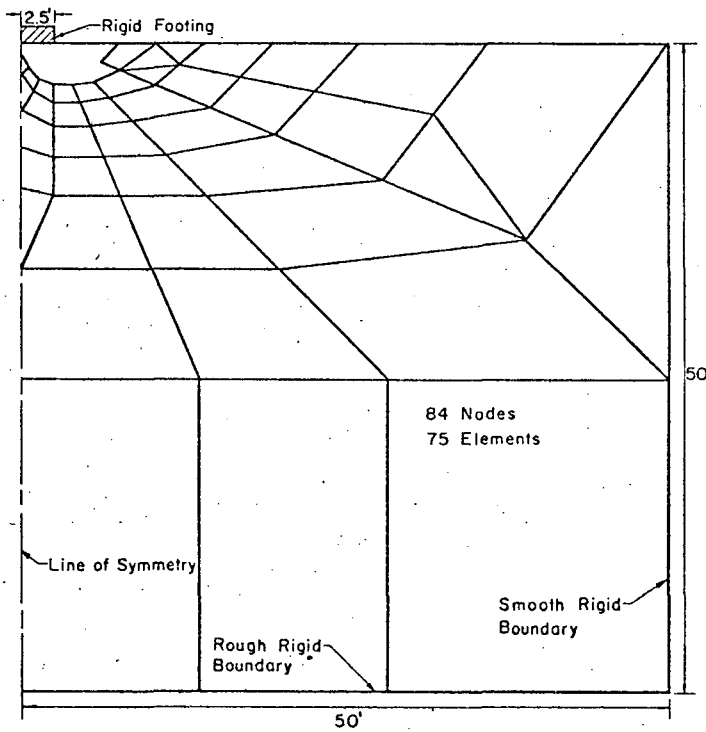 2.5'
Rigid Footing
50
84 Nodes
75 Elements
Line of Symmetry
Smooth Rigid
Boundary
Rough Rigid
Boundary
50'